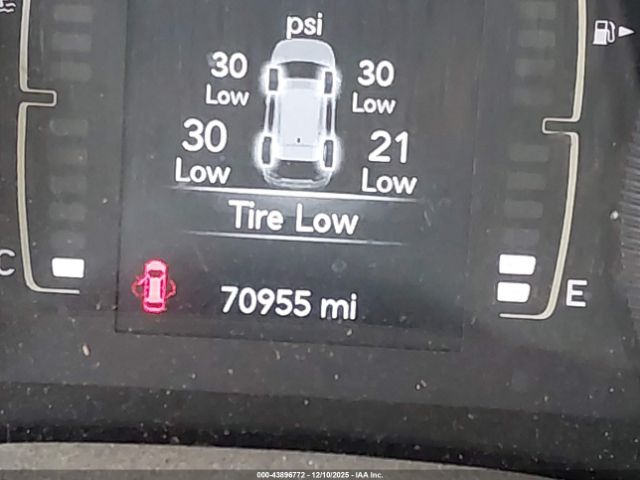 psi
30 30
Low Low
30 21
Low Low
Tire Low
C 70955 mi E
000-43896772 - 12/10/2025 - IAA Inc.